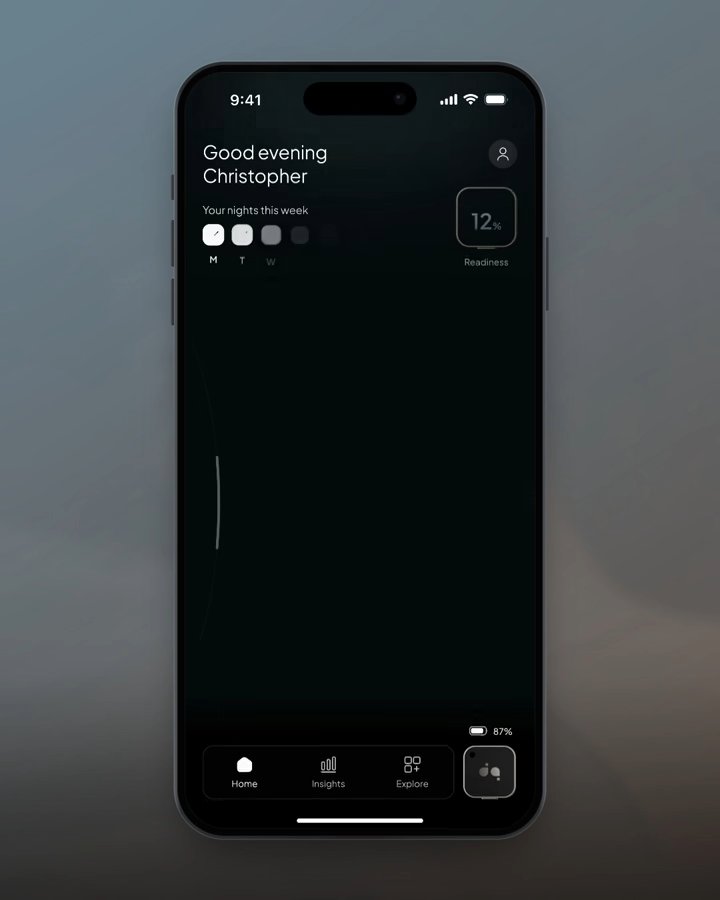 9:41
Good evening
Christopher
Your nights this week
M T W
12%
Readiness
87%
Home Insights Explore